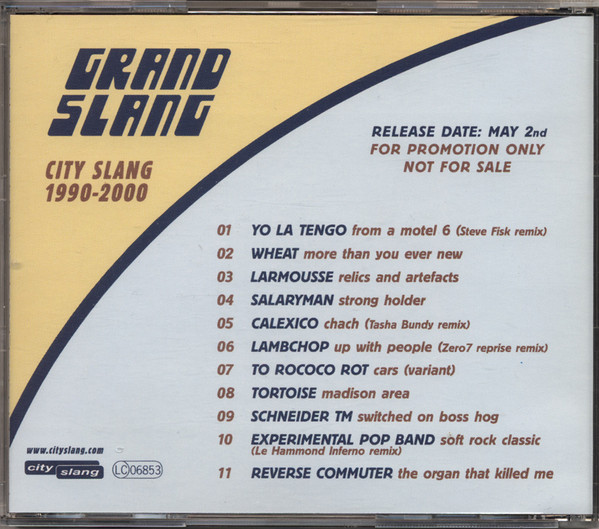 GRAND
SLANG
CITY SLANG
1990-2000
RELEASE DATE: MAY 2nd
FOR PROMOTION ONLY
NOT FOR SALE
01 YO LA TENGO from a motel 6 (Steve Fisk remix)
02 WHEAT more than you ever new
03 LARMOUSSE relics and artefacts
04 SALARYMAN strong holder
05 CALEXICO chach (Tasha Bundy remix)
06 LAMBCHOP up with people (Zero7 reprise remix)
07 TO ROCOCO ROT cars (variant)
08 TORTOISE madison area
09 SCHNEIDER TM switched on boss hog
10 EXPERIMENTAL POP BAND soft rock classic
(Le Hammond Inferno remix)
11 REVERSE COMMUTER the organ that killed me
www.cityslang.com
city slang
LC 06853